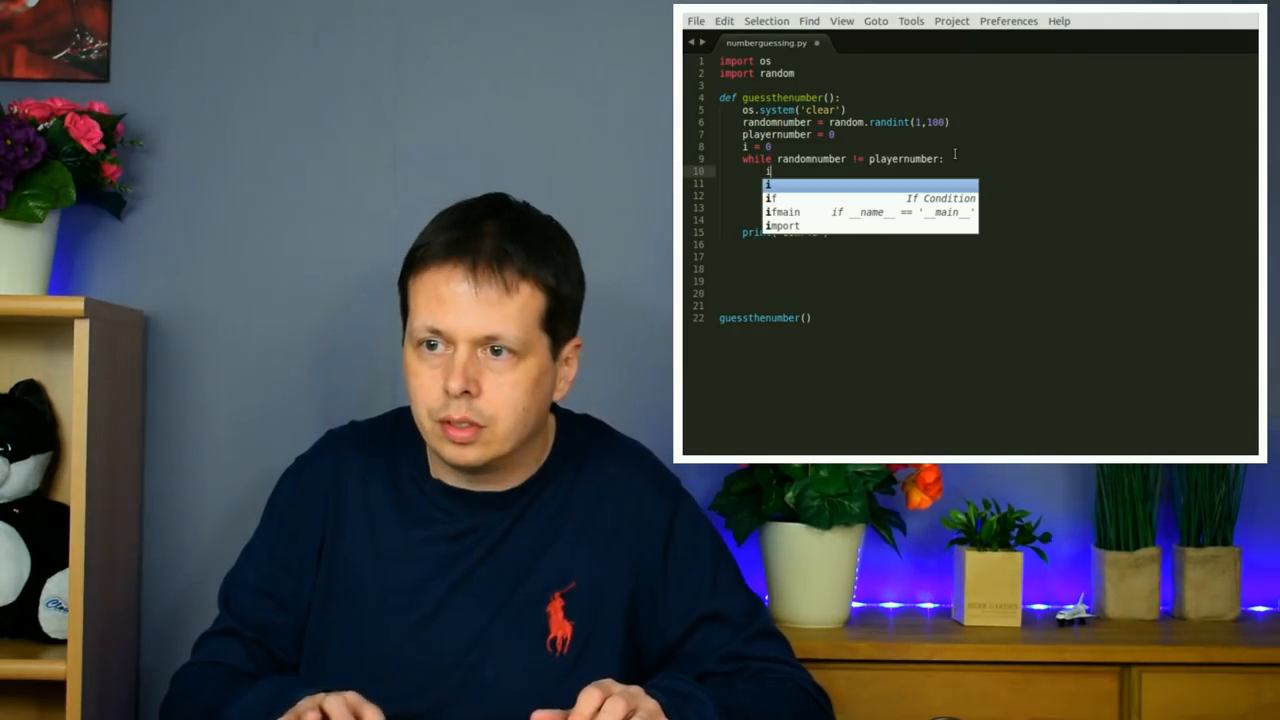 File Edit Selection Find View Goto Tools Project Preferences Help
numberguessing.py
1 import os
2 import random
3
4 def guessthenumber():
5 os.system('clear')
6 randomnumber = random.randint(1,100)
7 playernumber = 0
8 i = 0
9 while randomnumber != playernumber:
10 i
11 i
12 if If Condition
13 ifmain if __name__ == '__main__'
14 import
15
16
17
18
19
20
21
22 guessthenumber()